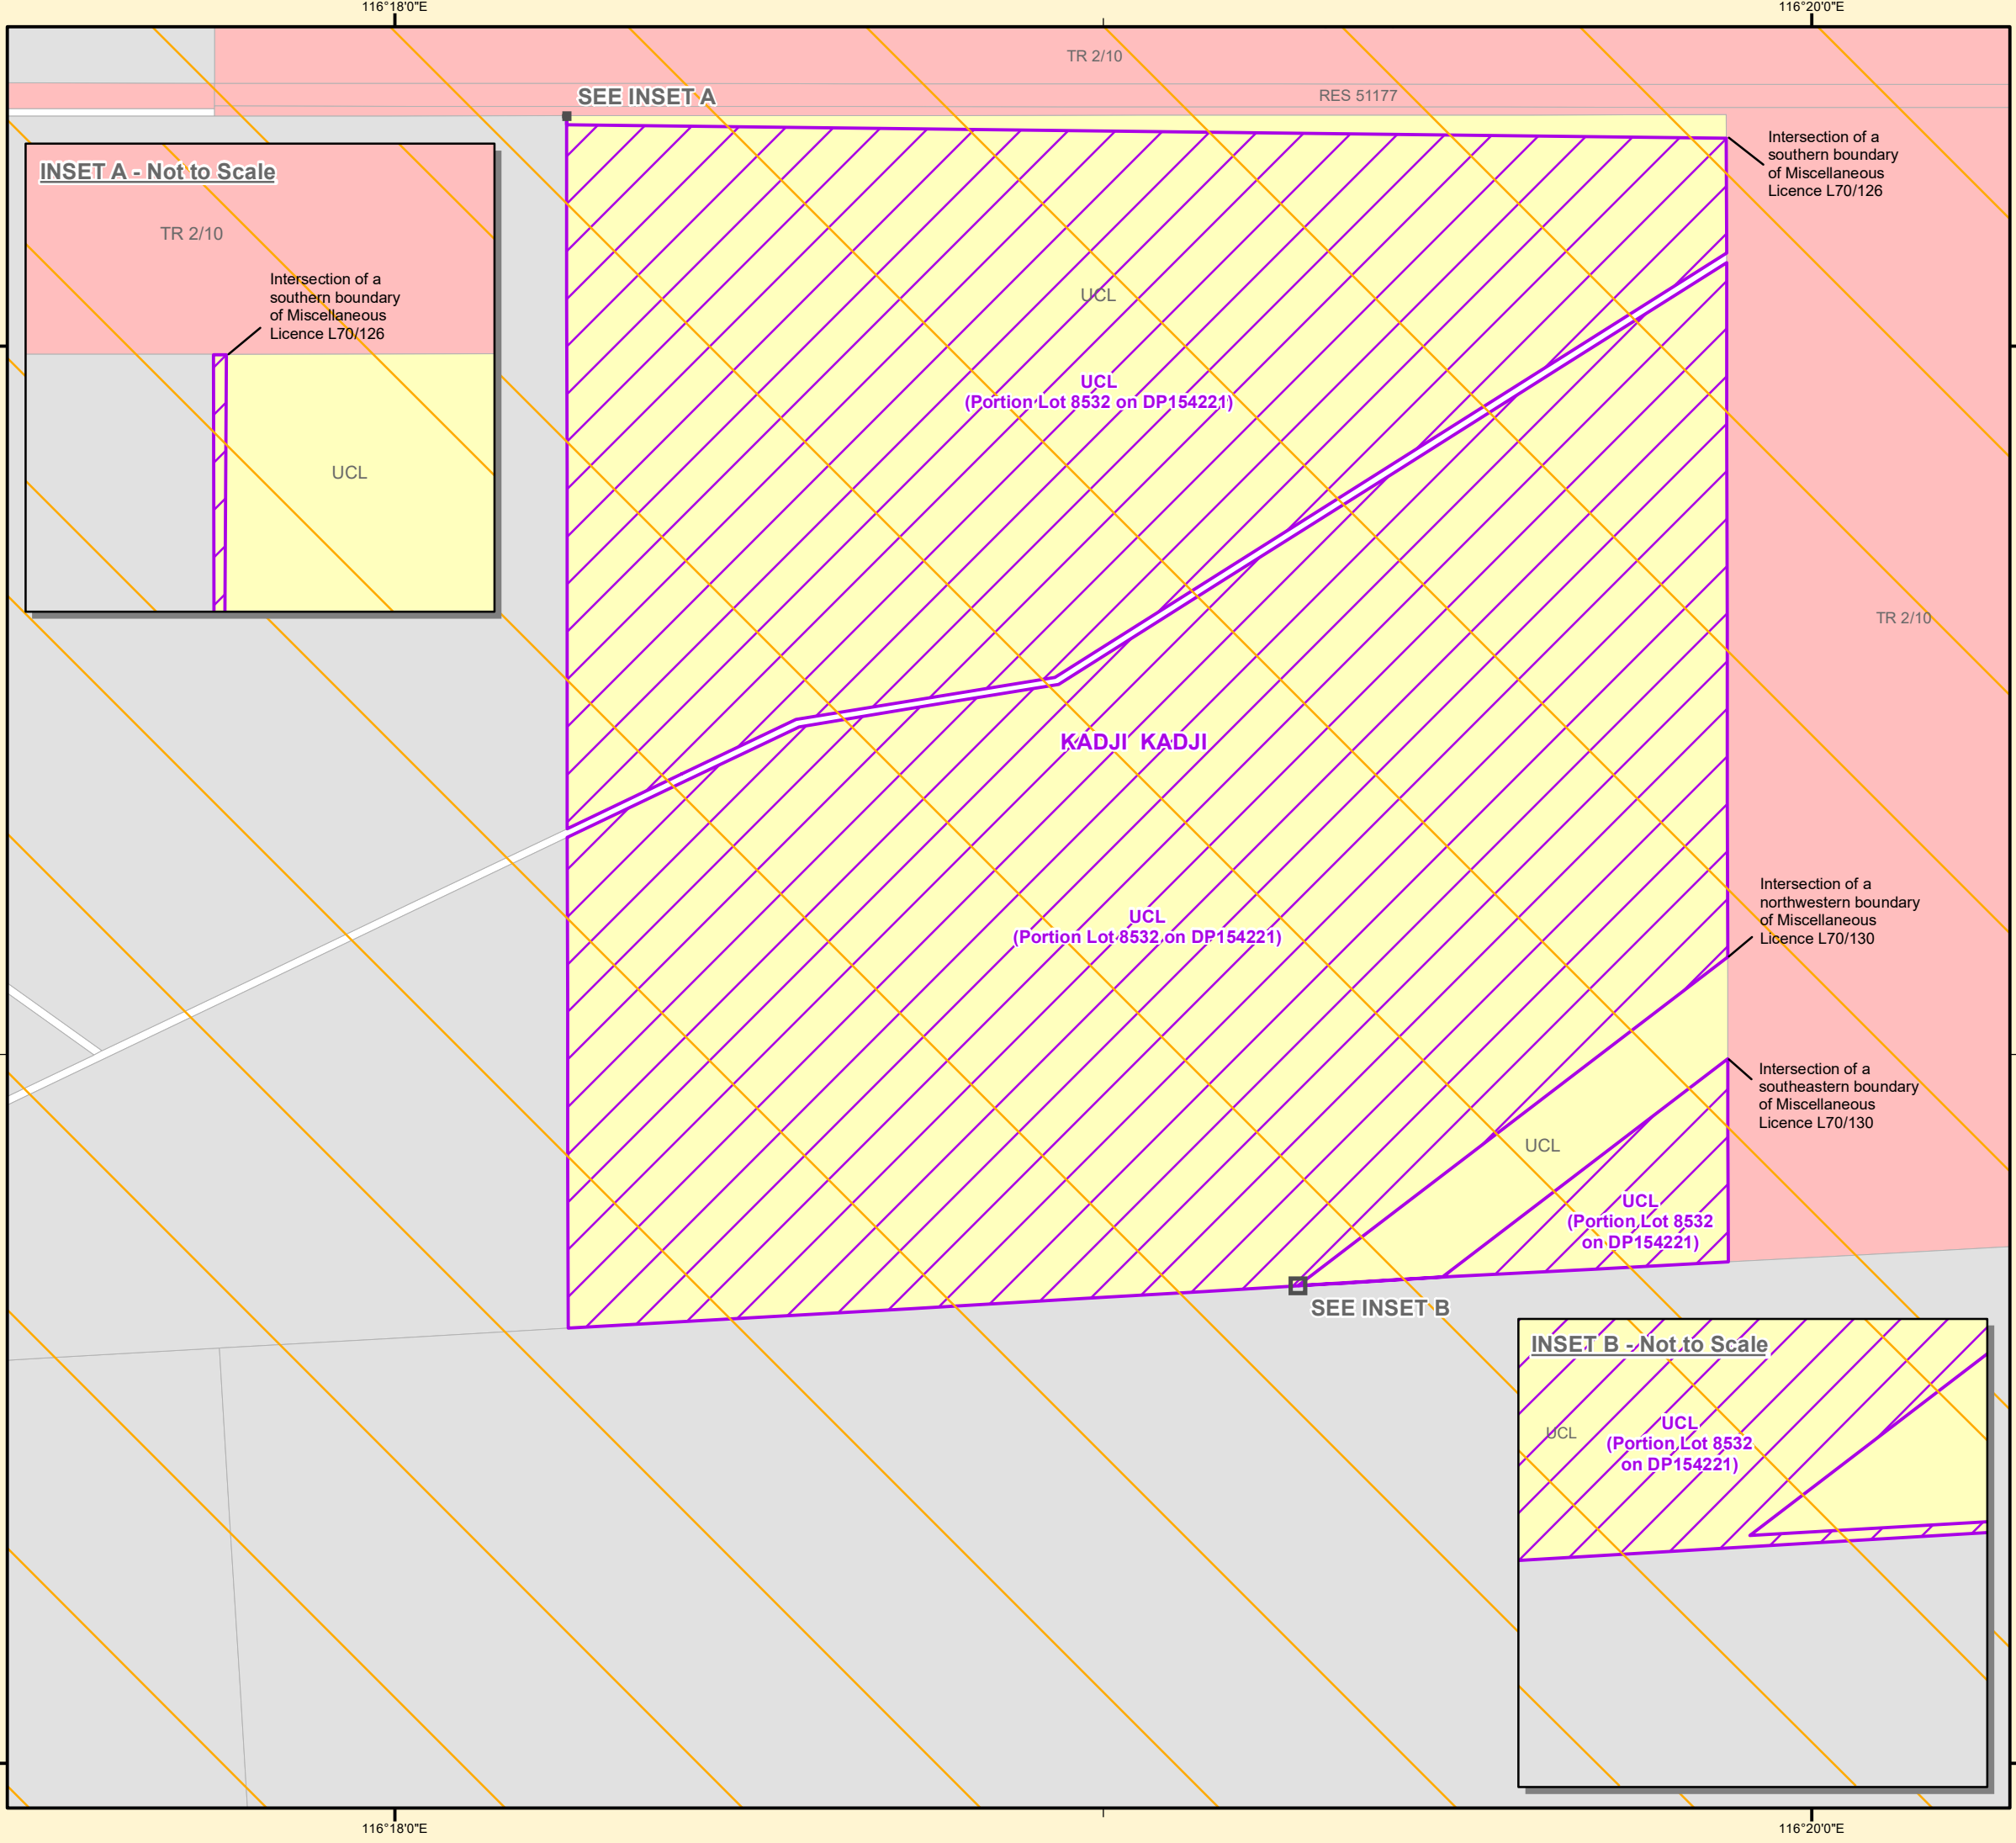 116°18'0"E
116°20'0"E
TR 2/10
RES 51177
SEE INSET A
Intersection of a
southern boundary
of Miscellaneous
Licence L70/126
INSET A - Not to Scale
TR 2/10
Intersection of a
southern boundary
of Miscellaneous
Licence L70/126
UCL
UCL
UCL
(Portion Lot 8532 on DP154221)
TR 2/10
KADJI KADJI
UCL
(Portion Lot 8532 on DP154221)
Intersection of a
northwestern boundary
of Miscellaneous
Licence L70/130
Intersection of a
southeastern boundary
of Miscellaneous
Licence L70/130
UCL
UCL
(Portion Lot 8532
on DP154221)
SEE INSET B
INSET B - Not to Scale
UCL
UCL
(Portion Lot 8532
on DP154221)
116°18'0"E
116°20'0"E